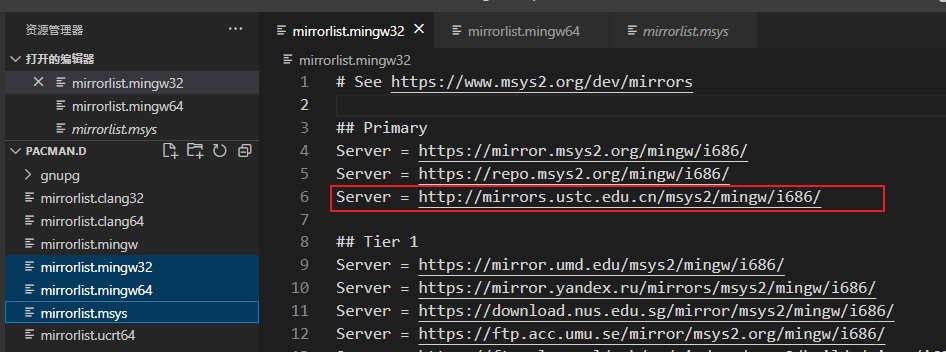 资源管理器
打开的编辑器
mirrorlist.mingw32
mirrorlist.mingw64
mirrorlist.msys
PACMAN.D
gnupg
mirrorlist.clang32
mirrorlist.clang64
mirrorlist.mingw
mirrorlist.mingw32
mirrorlist.mingw64
mirrorlist.msys
mirrorlist.ucrt64
mirrorlist.mingw32 mirrorlist.mingw64 mirrorlist.msys
mirrorlist.mingw32
1 # See https://www.msys2.org/dev/mirrors
2
3 ## Primary
4 Server = https://mirror.msys2.org/mingw/i686/
5 Server = https://repo.msys2.org/mingw/i686/
6 Server = http://mirrors.ustc.edu.cn/msys2/mingw/i686/
7
8 ## Tier 1
9 Server = https://mirror.umd.edu/msys2/mingw/i686/
10 Server = https://mirror.yandex.ru/mirrors/msys2/mingw/i686/
11 Server = https://download.nus.edu.sg/mirror/msys2/mingw/i686/
12 Server = https://ftp.acc.umu.se/mirror/msys2.org/mingw/i686/